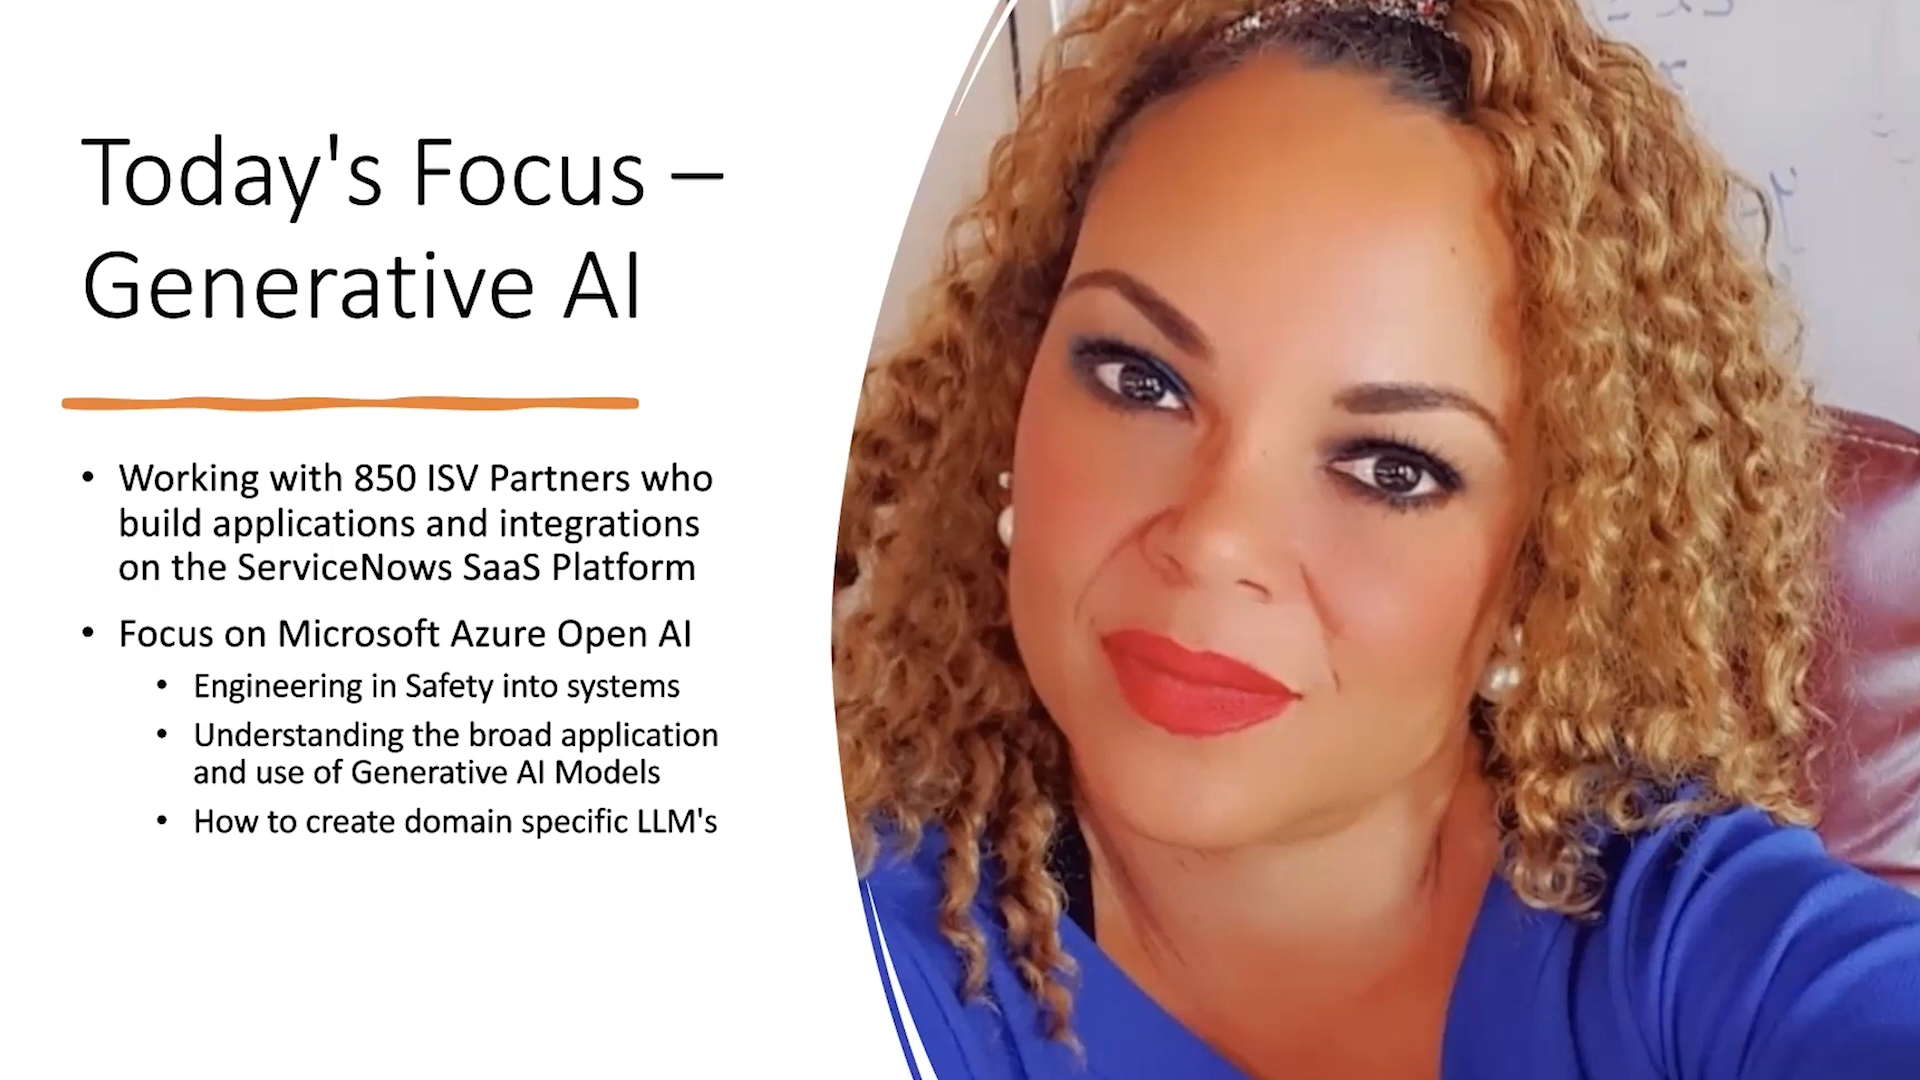 Today's Focus –
Generative AI
• Working with 850 ISV Partners who
build applications and integrations
on the ServiceNows SaaS Platform
• Focus on Microsoft Azure Open AI
• Engineering in Safety into systems
• Understanding the broad application
and use of Generative AI Models
• How to create domain specific LLM's